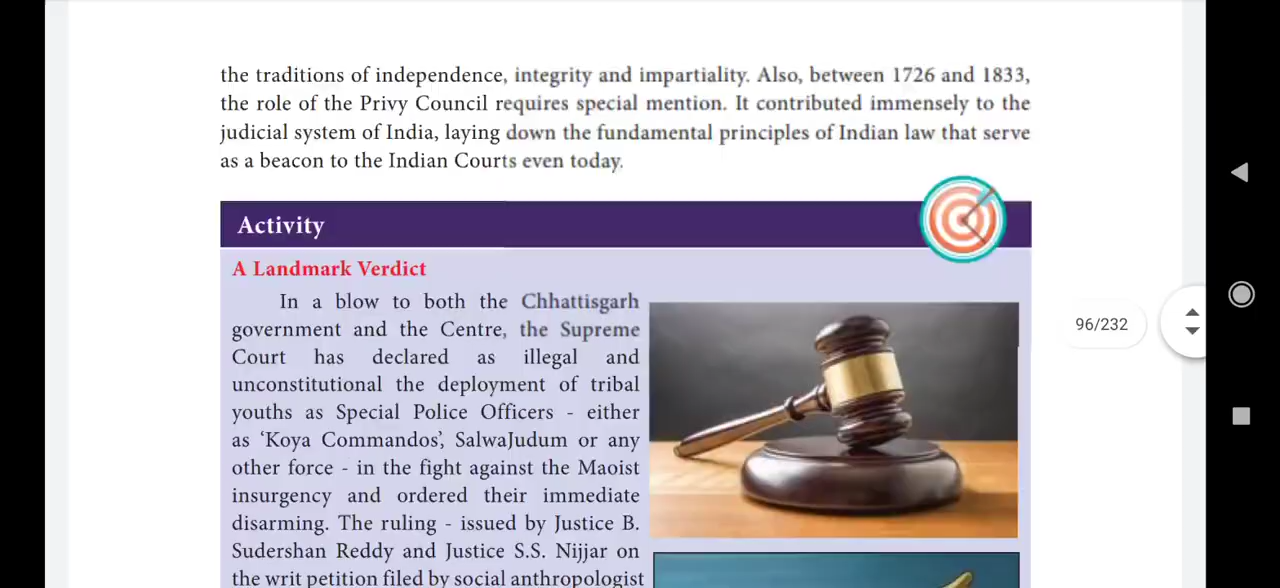 the traditions of independence, integrity and impartiality. Also, between 1726 and 1833,
the role of the Privy Council requires special mention. It contributed immensely to the
judicial system of India, laying down the fundamental principles of Indian law that serve
as a beacon to the Indian Courts even today.
Activity
A Landmark Verdict
In a blow to both the Chhattisgarh
government and the Centre, the Supreme
Court has declared as illegal and
unconstitutional the deployment of tribal
youths as Special Police Officers - either
as ‘Koya Commandos’, SalwaJudum or any
other force - in the fight against the Maoist
insurgency and ordered their immediate
disarming. The ruling - issued by Justice B.
Sudershan Reddy and Justice S.S. Nijjar on
the writ petition filed by social anthropologist
96/232